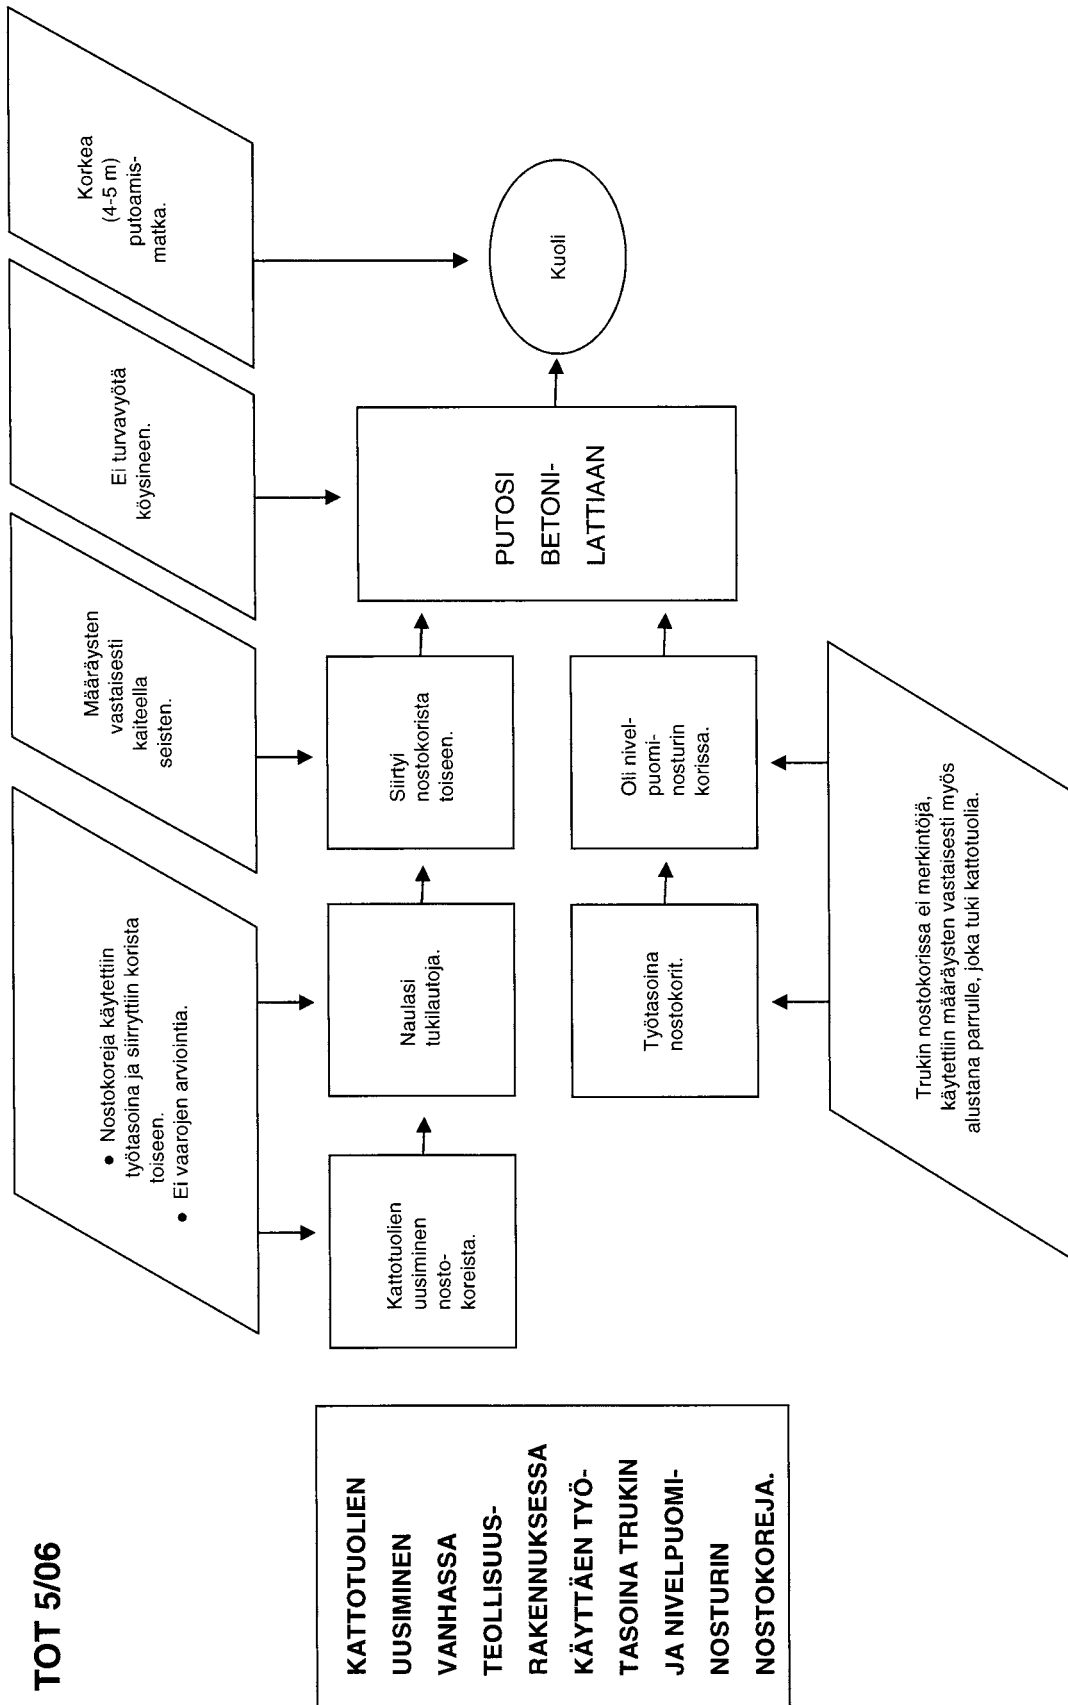 TOT 5/06
KATTOTUOLIEN
UUSIMINEN
VANHASSA
TEOLLISUUS-
RAKENNUKSESSA
KÄYTTÄEN TYÖ-
TASOINA TRUKIN
JA NIVELPUOMI-
NOSTURIN
NOSTOKOREJA.
• Nostokoreja käytettiin
työtasoina ja siirryttiin korista
toiseen.
• Ei vaarojen arviointia.
Määräysten
vastaisesti
kaiteella
seisten.
Ei turvavyötä
köysineen.
Korkea
(4-5 m)
putoamis-
matka.
Kattotuolien
uusiminen
nosto-
koreista.
Naulasi
tukilautoja.
Siirtyi
nostokorista
toiseen.
Työtasoina
nostokorit.
Oli nivel-
puomi-
nosturin
korissa.
PUTOSI
BETONI-
LATTIAAN
Kuoli
Trukin nostokorissa ei merkintöjä,
käytettiin määräysten vastaisesti myös
alustana parrulle, joka tuki kattotuolia.